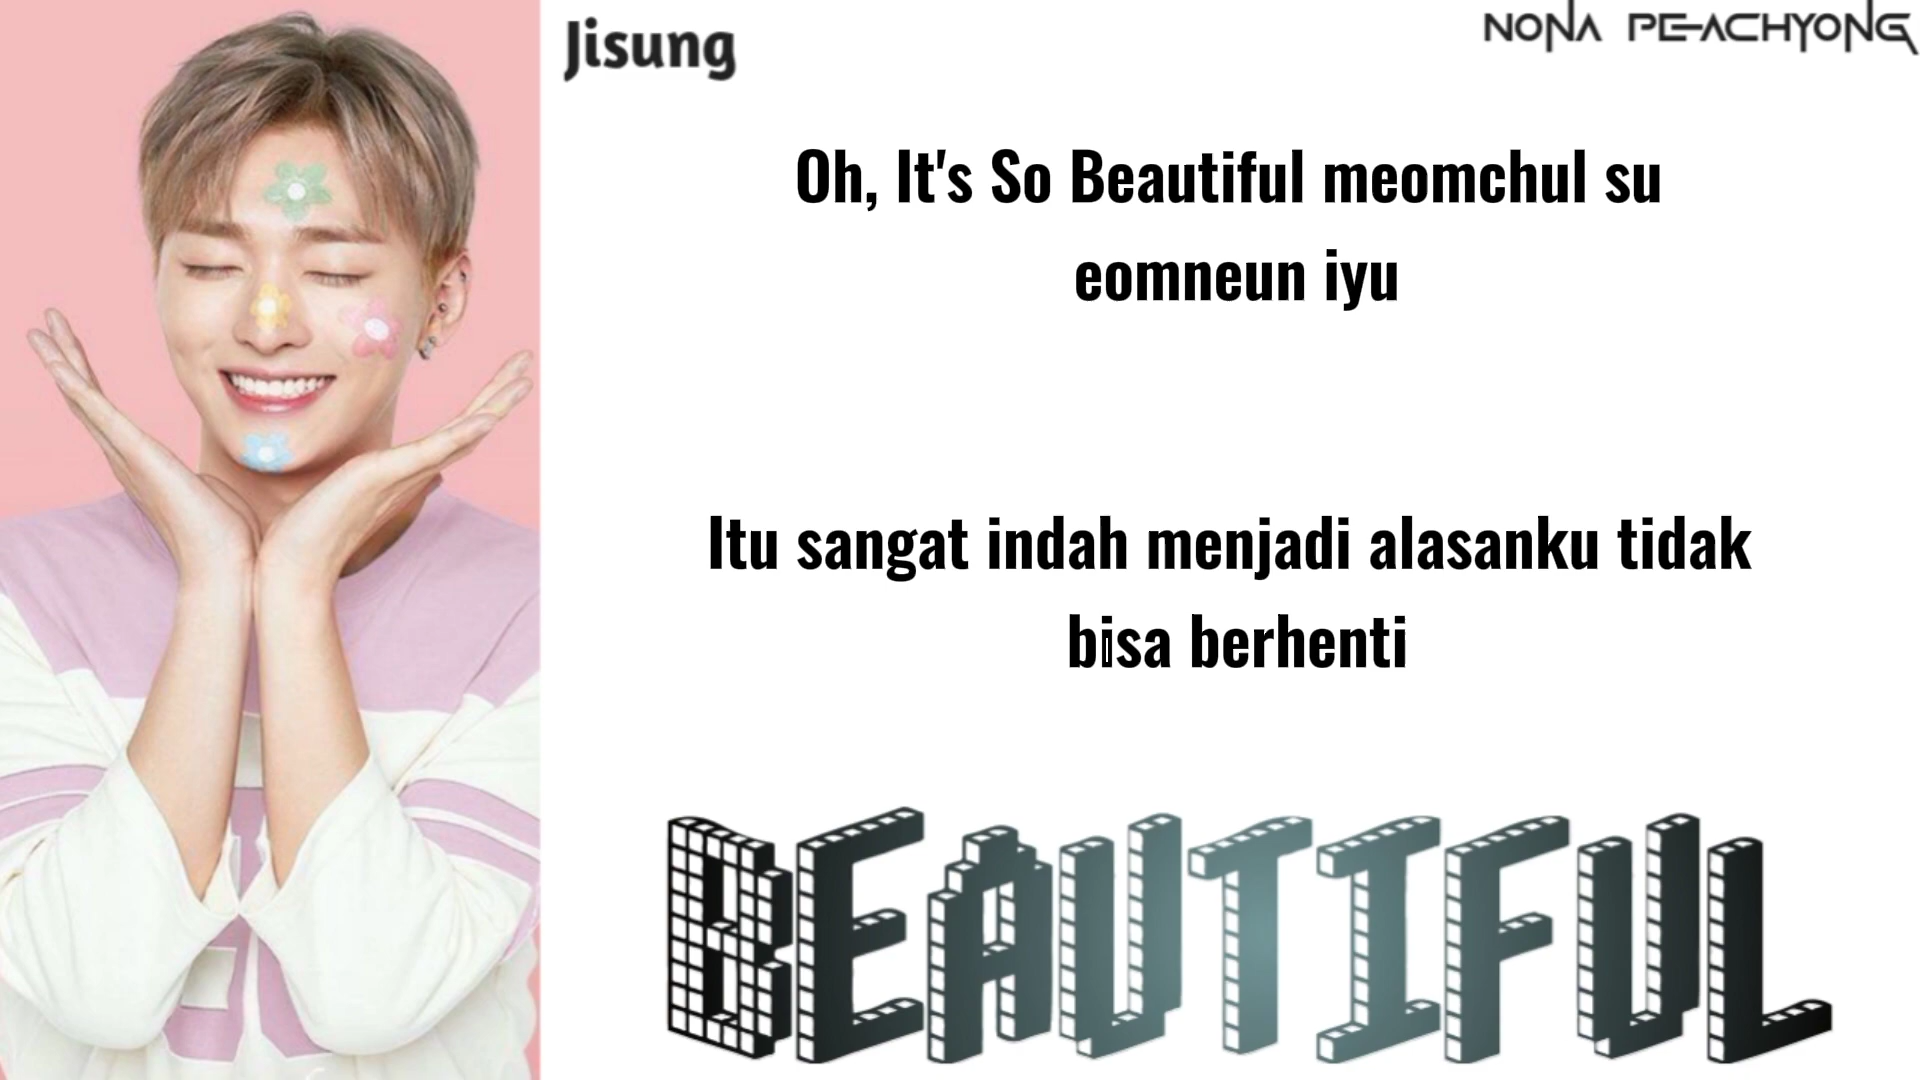 Jisung
NONA PEACHYONG
Oh, It's So Beautiful meomchul su
eomneun iyu
Itu sangat indah menjadi alasanku tidak
bisa berhenti
BEAUTIFUL